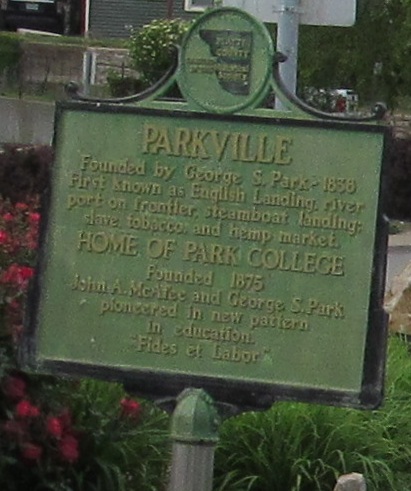 PLATTE
COUNTY
PARKVILLE
Founded by George S. Park - 1838
First known as English Landing, river
port on frontier, steamboat landing;
slave, tobacco; and hemp market.
HOME OF PARK COLLEGE
Founded 1875
John A. McAfee and George S. Park
pioneered in new pattern
in education.
"Fides et Labor"